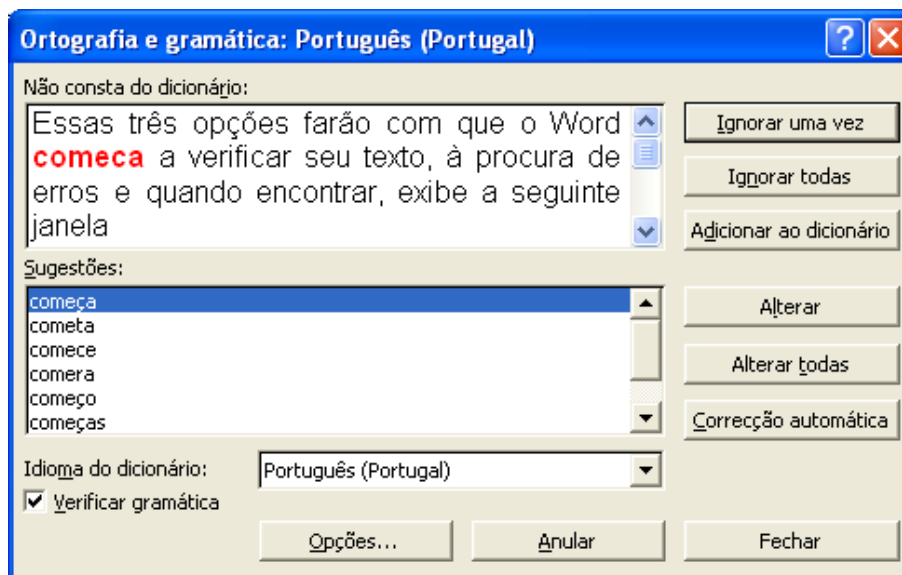 Ortografia e gramática: Português (Portugal)
Não consta do dicionário:
Essas três opções farão com que o Word
comeca a verificar seu texto, à procura de
erros e quando encontrar, exibe a seguinte
janela
Ignorar uma vez
Ignorar todas
Adicionar ao dicionário
Sugestões:
começa
cometa
comece
comera
começo
começas
Alterar
Alterar todas
Correcção automática
Idioma do dicionário:
Português (Portugal)
Verificar gramática
Opções...
Anular
Fechar